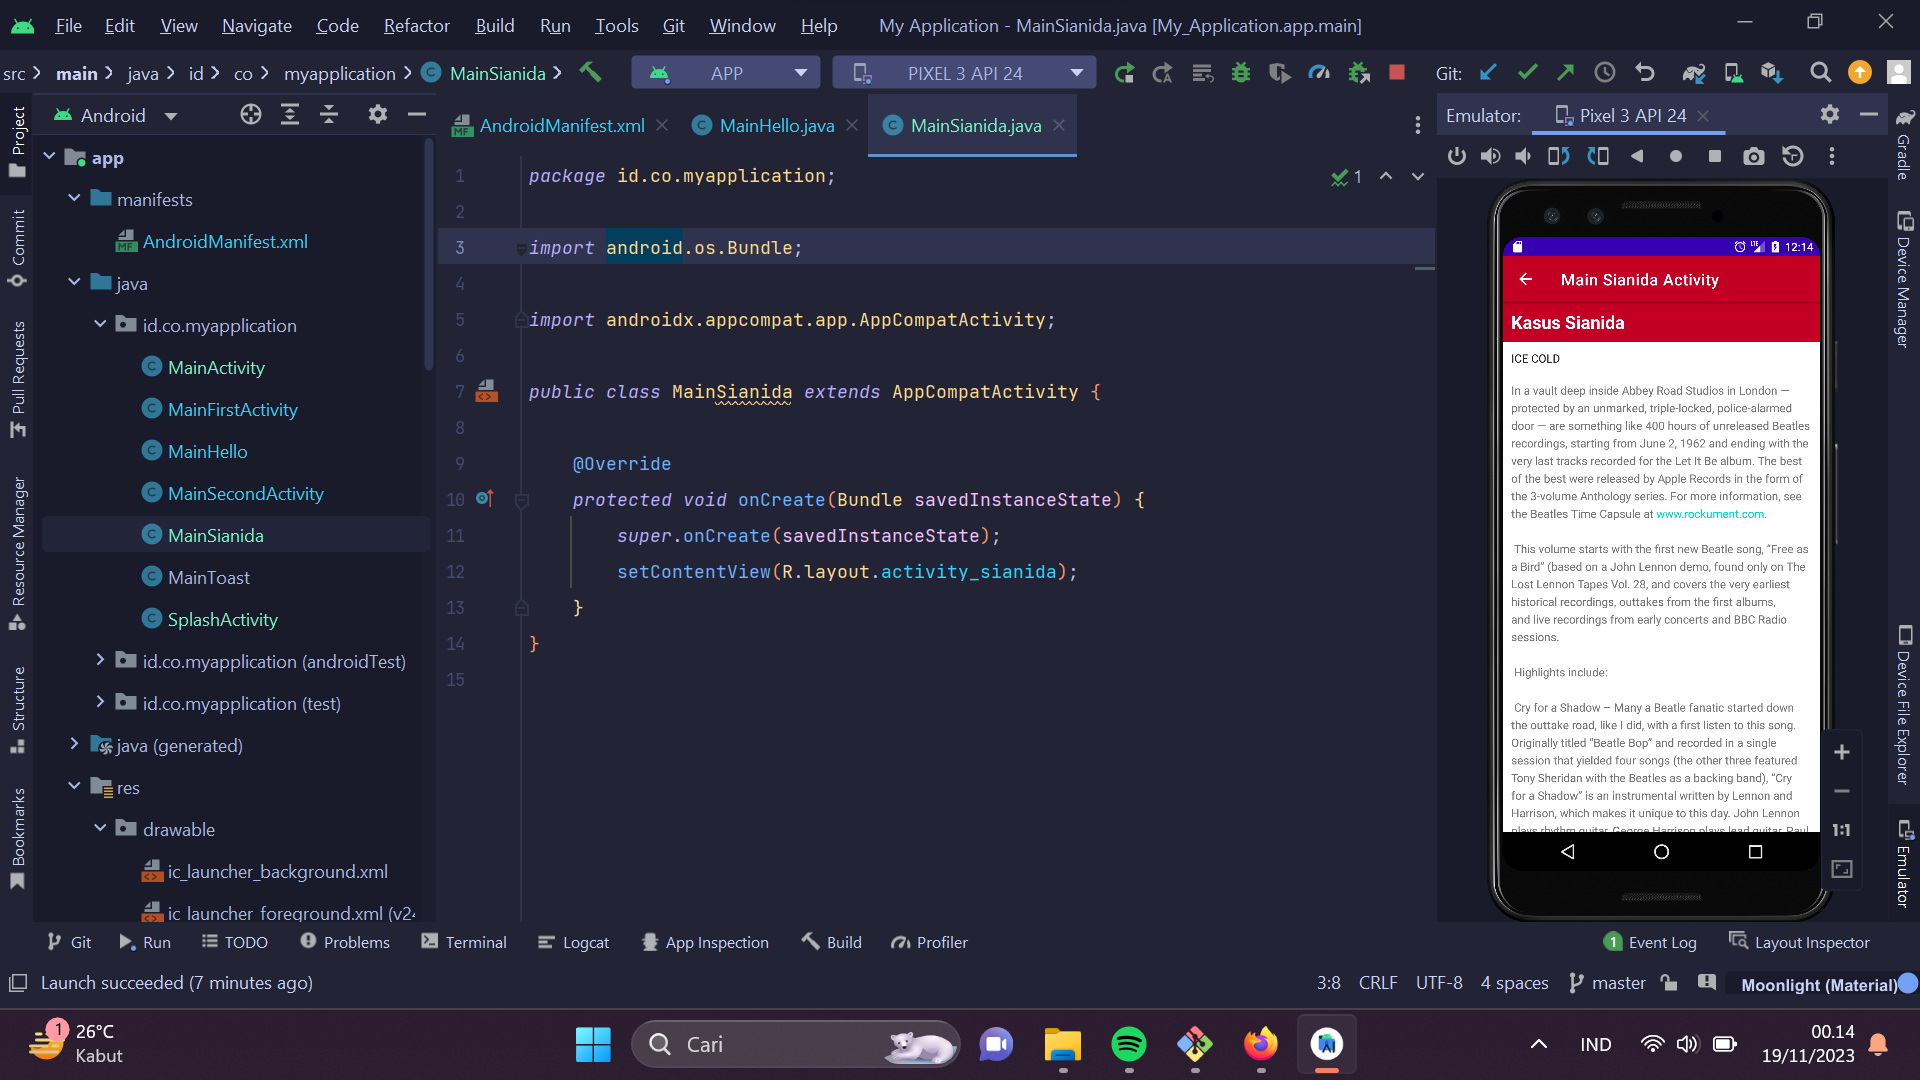 File Edit View Navigate Code Refactor Build Run Tools Git Window Help My Application - MainSianida.java [My_Application.app.main]
src main java id co myapplication MainSianida APP PIXEL 3 API 24 Git:
Android
AndroidManifest.xml MainHello.java MainSianida.java
Emulator: Pixel 3 API 24
Project
Commit
Pull Requests
Resource Manager
Structure
Bookmarks
app
manifests
AndroidManifest.xml
java
id.co.myapplication
MainActivity
MainFirstActivity
MainHello
MainSecondActivity
MainSianida
MainToast
SplashActivity
id.co.myapplication (androidTest)
id.co.myapplication (test)
java (generated)
res
drawable
ic_launcher_background.xml
ic_launcher_foreground.xml (v24
1 package id.co.myapplication;
1
2
3 import android.os.Bundle;
4
5 import androidx.appcompat.app.AppCompatActivity;
6
7 public class MainSianida extends AppCompatActivity {
8
9 @Override
10 protected void onCreate(Bundle savedInstanceState) {
11 super.onCreate(savedInstanceState);
12 setContentView(R.layout.activity_sianida);
13 }
14 }
15
LTE 12:14
Main Sianida Activity
Kasus Sianida
ICE COLD
In a vault deep inside Abbey Road Studios in London —
protected by an unmarked, triple-locked, police-alarmed
door — are something like 400 hours of unreleased Beatles
recordings, starting from June 2, 1962 and ending with the
very last tracks recorded for the Let It Be album. The best
of the best were released by Apple Records in the form of
the 3-volume Anthology series. For more information, see
the Beatles Time Capsule at www.rockument.com.
This volume starts with the first new Beatle song, “Free as
a Bird” (based on a John Lennon demo, found only on The
Lost Lennon Tapes Vol. 28, and covers the very earliest
historical recordings, outtakes from the first albums,
and live recordings from early concerts and BBC Radio
sessions.
Highlights include:
Cry for a Shadow – Many a Beatle fanatic started down
the outtake road, like I did, with a first listen to this song.
Originally titled “Beatle Bop” and recorded in a single
session that yielded four songs (the other three featured
Tony Sheridan with the Beatles as a backing band), “Cry
for a Shadow” is an instrumental written by Lennon and
Harrison, which makes it unique to this day. John Lennon
plays rhythm guitar, George Harrison plays lead guitar, Paul
1:1
Gradle
Device Manager
Device File Explorer
Emulator
Git Run TODO Problems Terminal Logcat App Inspection Build Profiler 1 Event Log Layout Inspector
Launch succeeded (7 minutes ago) 3:8 CRLF UTF-8 4 spaces master Moonlight (Material)
1 26°C
Kabut
Cari
IND
00.14
19/11/2023